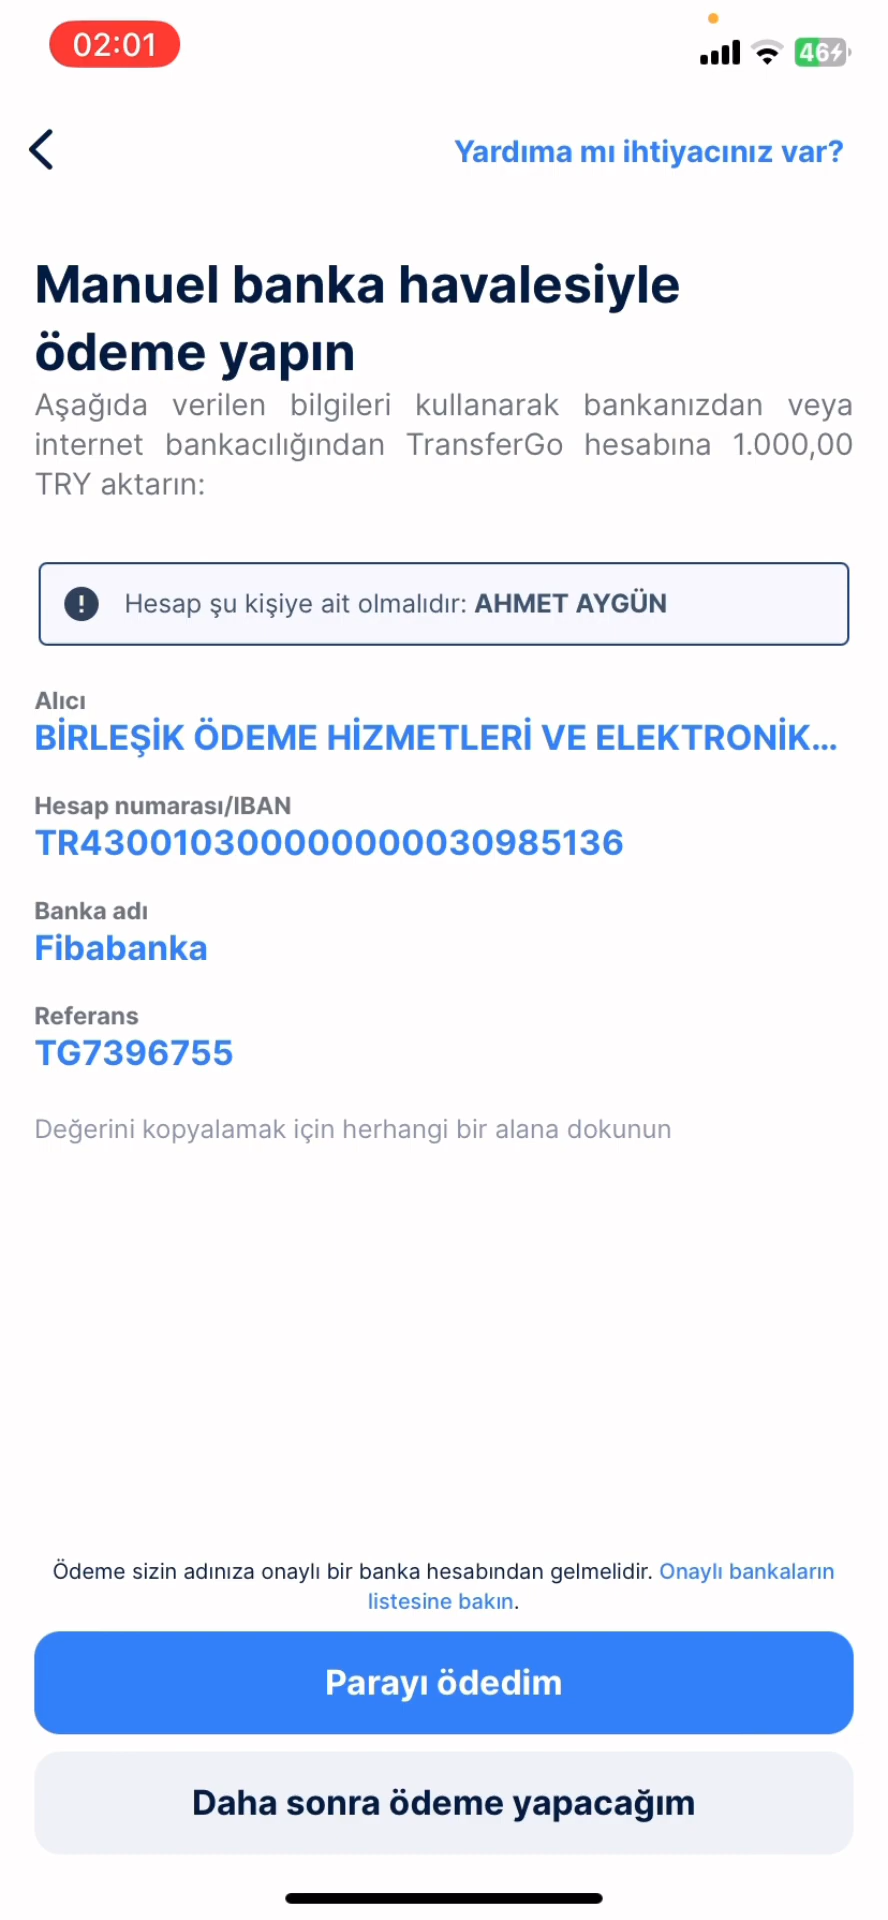 02:01
46
Yardıma mı ihtiyacınız var?
Manuel banka havalesiyle
ödeme yapın
Aşağıda verilen bilgileri kullanarak bankanızdan veya
internet bankacılığından TransferGo hesabına 1.000,00
TRY aktarın:
Hesap şu kişiye ait olmalıdır: AHMET AYGÜN
Alıcı
BİRLEŞİK ÖDEME HİZMETLERİ VE ELEKTRONİK...
Hesap numarası/IBAN
TR430010300000000030985136
Banka adı
Fibabanka
Referans
TG7396755
Değerini kopyalamak için herhangi bir alana dokunun
Ödeme sizin adınıza onaylı bir banka hesabından gelmelidir. Onaylı bankaların
listesine bakın.
Parayı ödedim
Daha sonra ödeme yapacağım